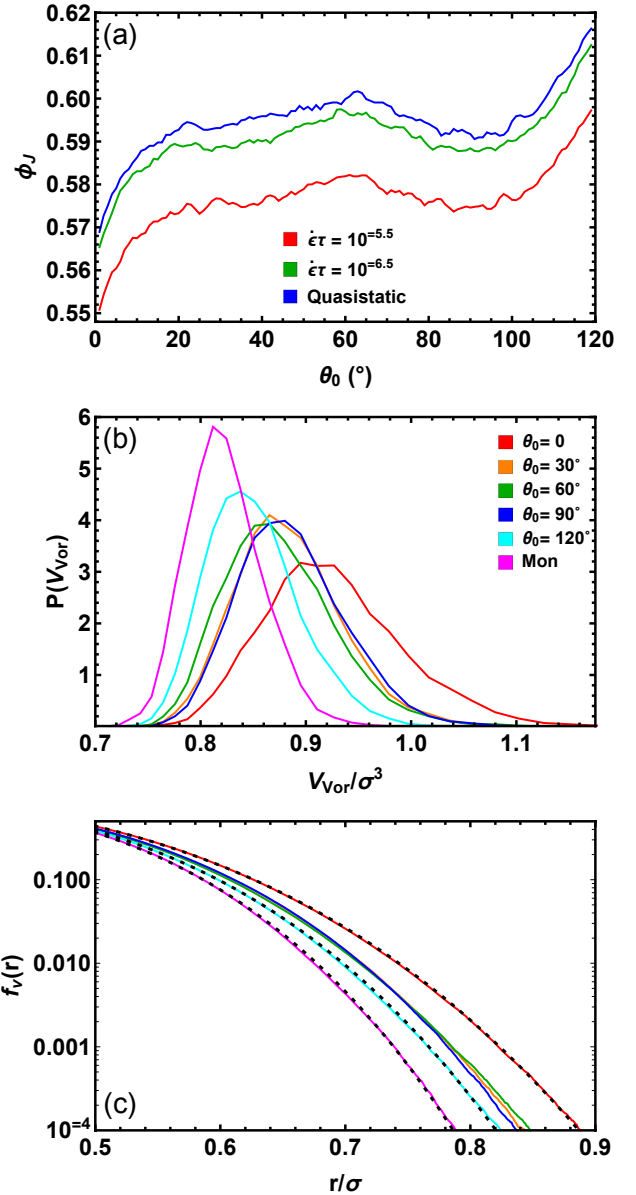 (a)
0.62
0.61
0.60
0.59
0.58
0.57
0.56
0.55
ϕJ
ϵ̇τ = 10=5.5
ϵ̇τ = 10=6.5
Quasistatic
0 20 40 60 80 100 120
θ0 (°)
(b)
6
5
4
3
2
1
P(VVor)
θ0= 0
θ0= 30°
θ0= 60°
θ0= 90°
θ0= 120°
Mon
0.7 0.8 0.9 1.0 1.1
VVor/σ3
0.100
0.010
0.001
10-4
fv(r)
(c)
0.5 0.6 0.7 0.8 0.9
r/σ